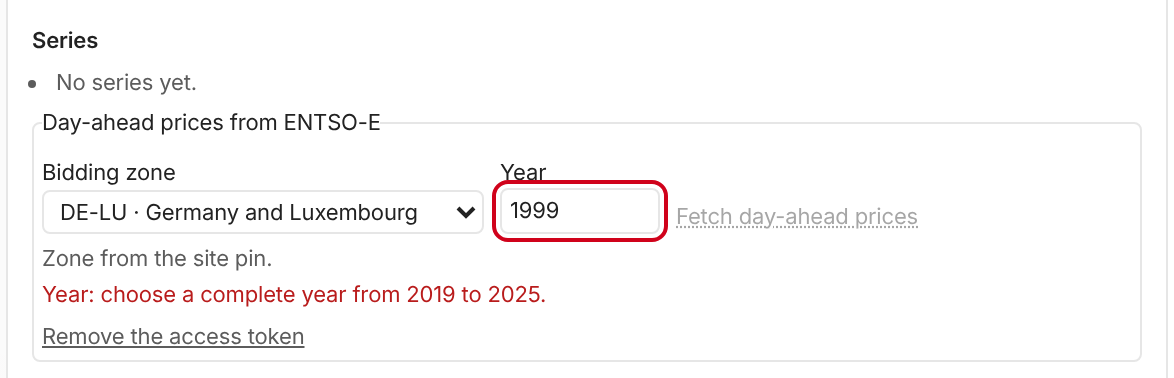 Series
No series yet.
Day-ahead prices from ENTSO-E
Bidding zone
Year
DE-LU · Germany and Luxembourg
1999
Fetch day-ahead prices
Zone from the site pin.
Year: choose a complete year from 2019 to 2025.
Remove the access token